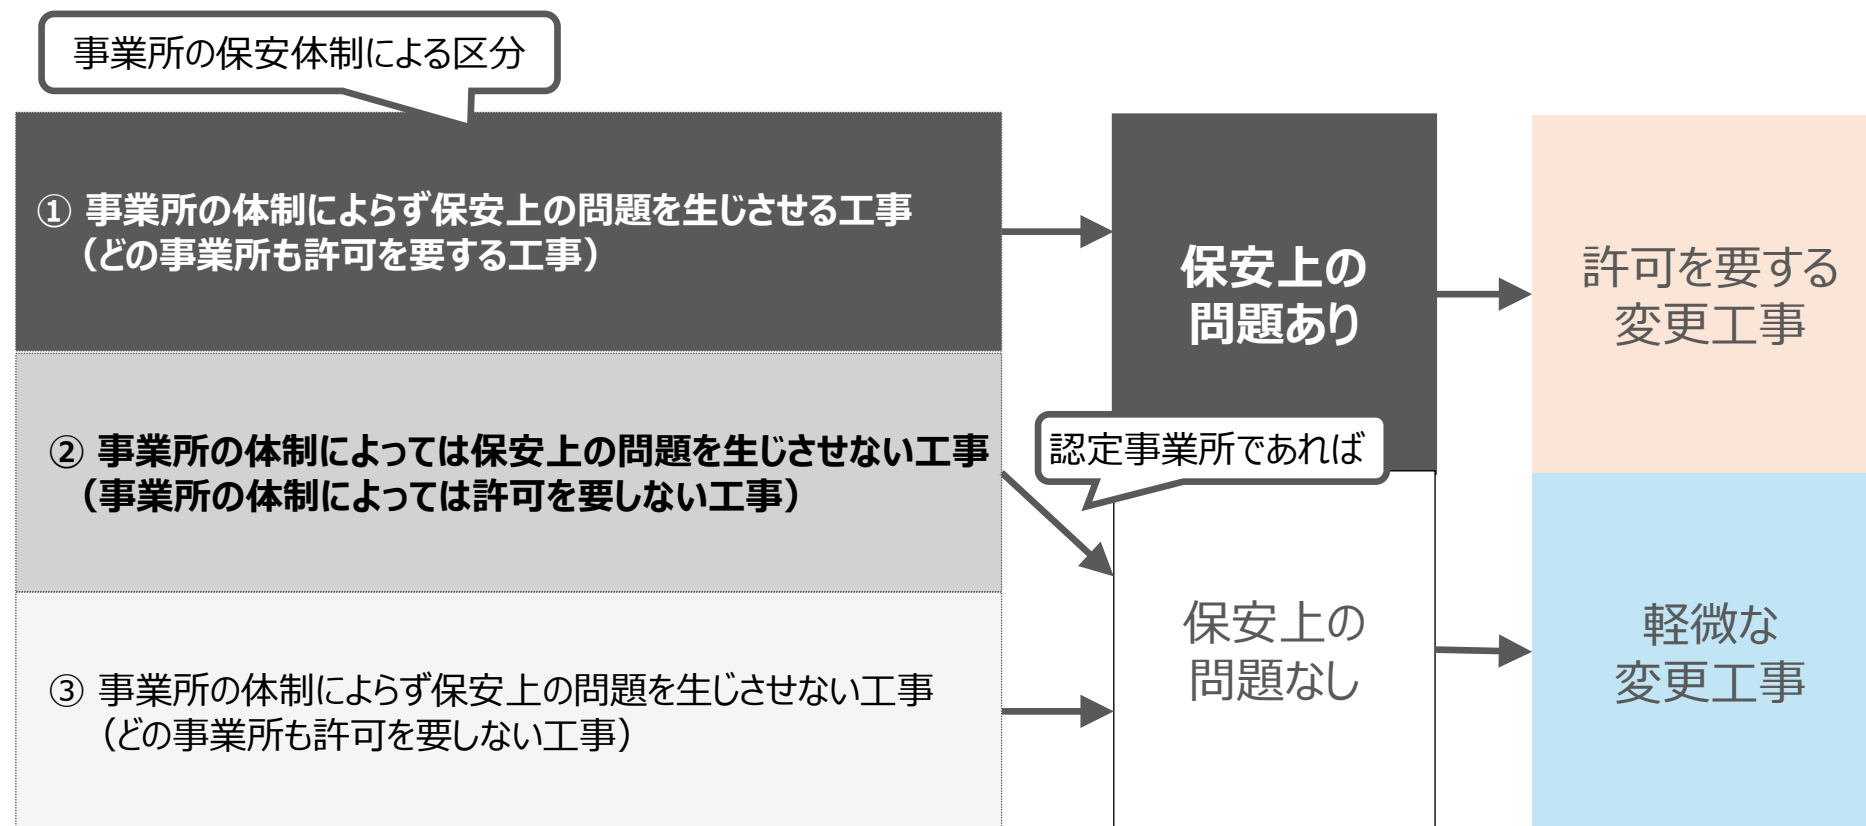 事業所の保安体制による区分
① 事業所の体制によらず保安上の問題を生じさせる工事
（どの事業所も許可を要する工事）
② 事業所の体制によっては保安上の問題を生じさせない工事
（事業所の体制によっては許可を要しない工事）
③ 事業所の体制によらず保安上の問題を生じさせない工事
（どの事業所も許可を要しない工事）
保安上の
問題あり
認定事業所であれば
保安上の
問題なし
許可を要する
変更工事
軽微な
変更工事